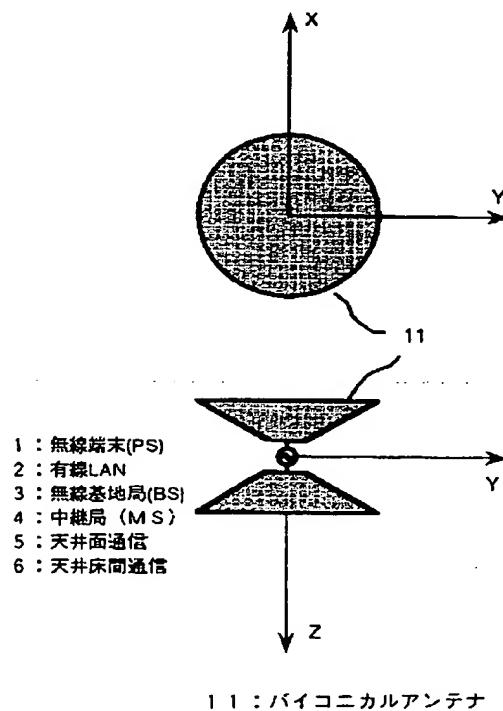 X
Y
11
1：無線端末(PS)
2：有線LAN
3：無線基地局(BS)
4：中継局（MS）
5：天井面通信
6：天井床間通信
Y
Z
11：バイコニカルアンテナ